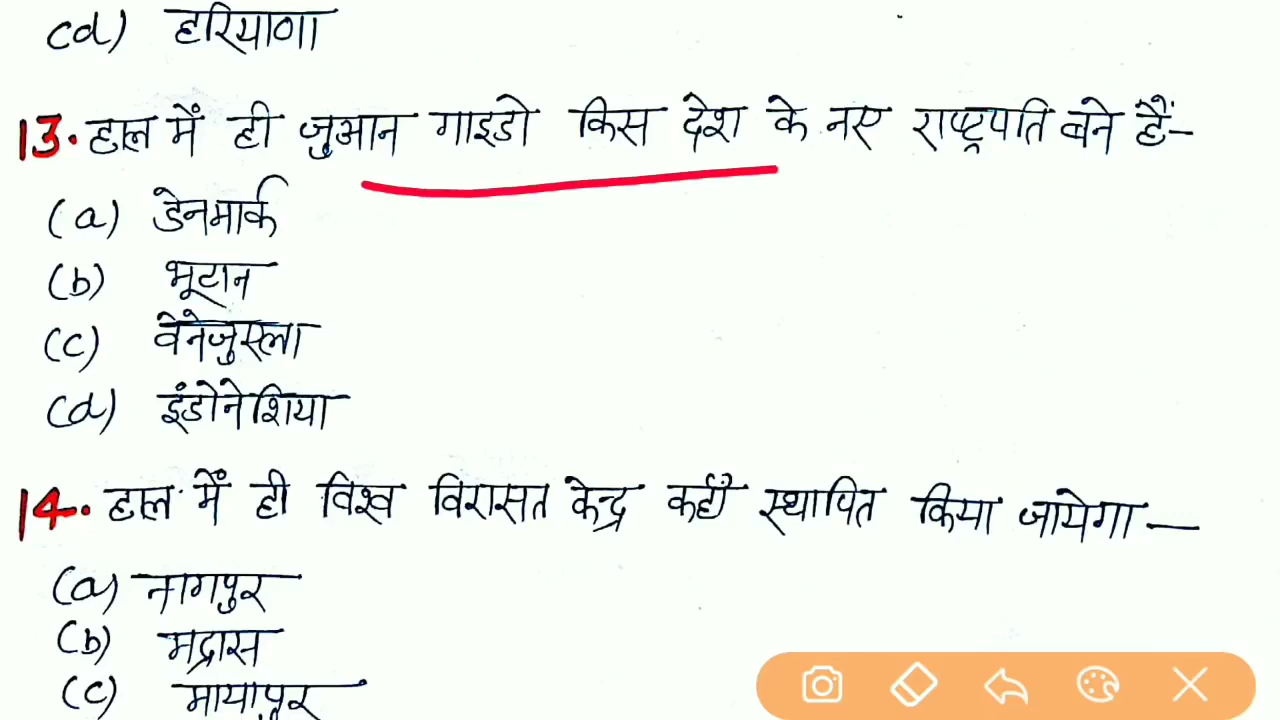 (d) हरियाणा
13. हाल में ही जुआन गाइडो किस देश के नए राष्ट्रपति बने हैं-
(a) डेनमार्क
(b) भूटान
(c) वेनेजुएला
(d) इंडोनेशिया
14. हाल में ही विश्व विरासत केन्द्र कहाँ स्थापित किया जायेगा -
(a) नागपुर
(b) मद्रास
(c) मायापुर